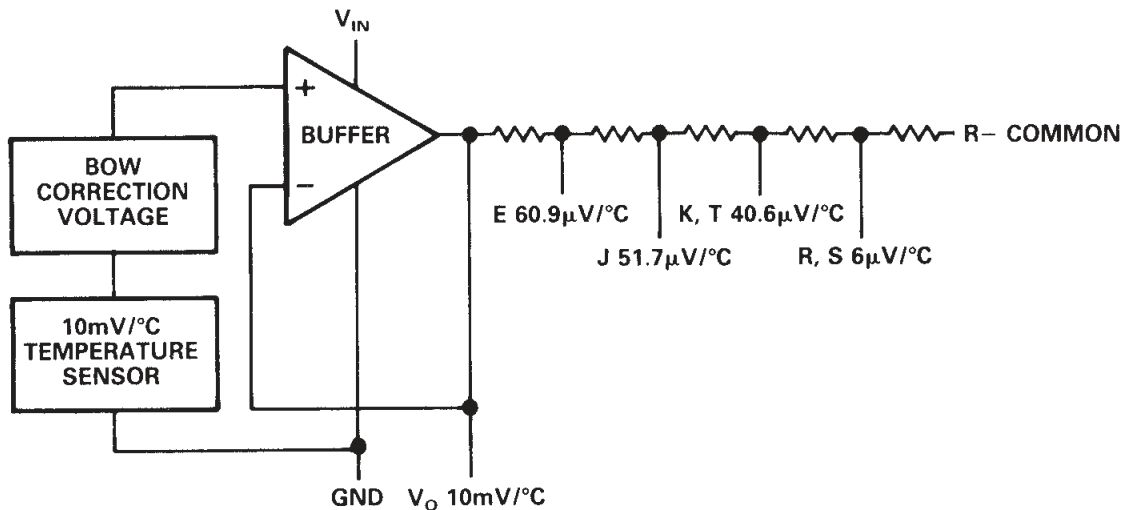 V_IN
+
BUFFER
−
BOW
CORRECTION
VOLTAGE
10mV/°C
TEMPERATURE
SENSOR
R− COMMON
E 60.9μV/°C
K, T 40.6μV/°C
J 51.7μV/°C
R, S 6μV/°C
GND
V_O 10mV/°C